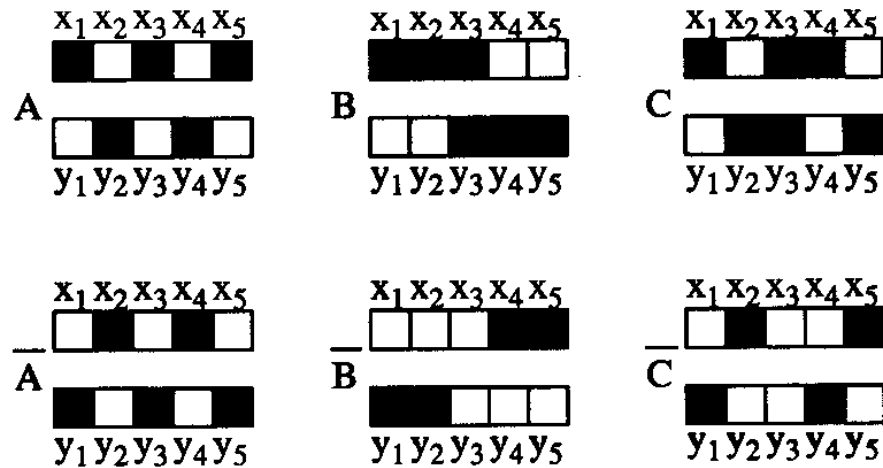 x₁ x₂ x₃ x₄ x₅ x₁ x₂ x₃ x₄ x₅ x₁ x₂ x₃ x₄ x₅
A B C
y₁ y₂ y₃ y₄ y₅ y₁ y₂ y₃ y₄ y₅ y₁ y₂ y₃ y₄ y₅
x₁ x₂ x₃ x₄ x₅ x₁ x₂ x₃ x₄ x₅ x₁ x₂ x₃ x₄ x₅
A̅ B̅ C̅
y₁ y₂ y₃ y₄ y₅ y₁ y₂ y₃ y₄ y₅ y₁ y₂ y₃ y₄ y₅